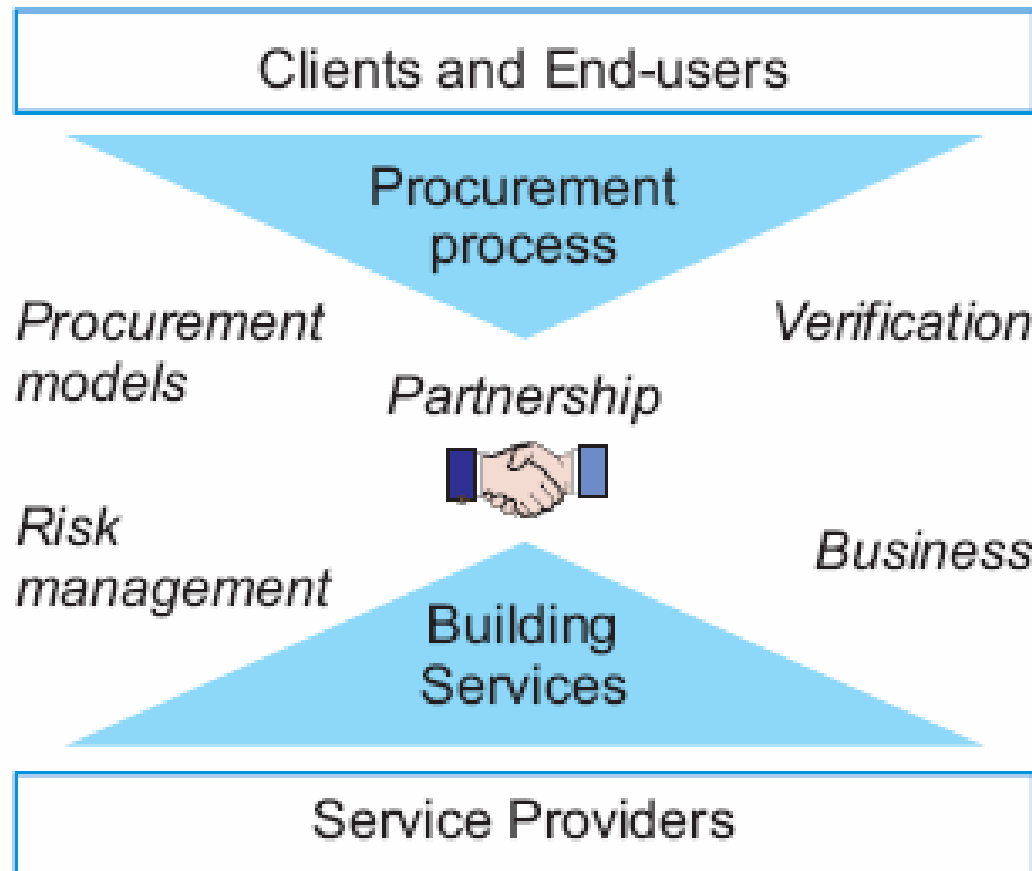 Clients and End-users
Procurement
process
Procurement
models
Verification
Partnership
Risk
management
Business
Building
Services
Service Providers